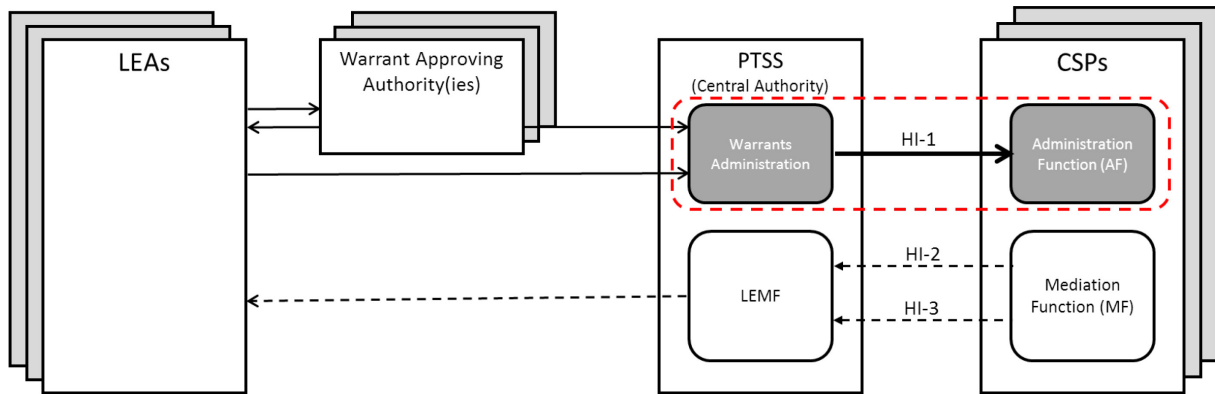 LEAs
Warrant Approving
Authority(ies)
PTSS
(Central Authority)
CSPs
Warrants
Administration
HI-1
Administration
Function (AF)
LEMF
HI-2
HI-3
Mediation
Function (MF)